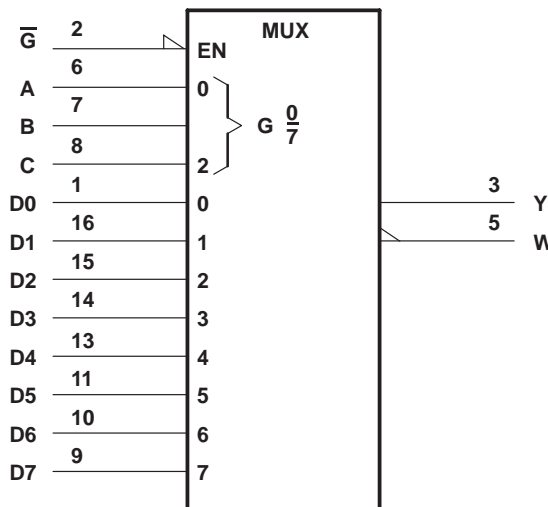 MUX
G̅ 2 EN
A 6 0
B 7 G 0/7
C 8 2
D0 1 0 3 Y
D1 16 1 5 W
D2 15 2
D3 14 3
D4 13 4
D5 11 5
D6 10 6
D7 9 7